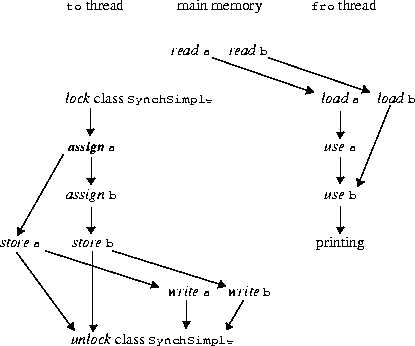 to thread main memory fro thread
read a read b
lock class SynchSimple load a load b
assign a use a
assign b use b
store a store b printing
write a write b
unlock class SynchSimple